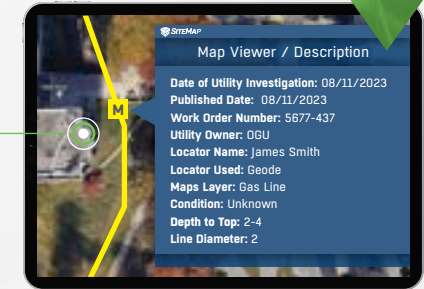 SiteMap
Map Viewer / Description
Date of Utility Investigation: 08/11/2023
Published Date: 08/11/2023
Work Order Number: 5677-437
Utility Owner: OGU
Locator Name: James Smith
Locator Used: Geode
Maps Layer: Gas Line
M
Condition: Unknown
Depth to Top: 2-4
Line Diameter: 2